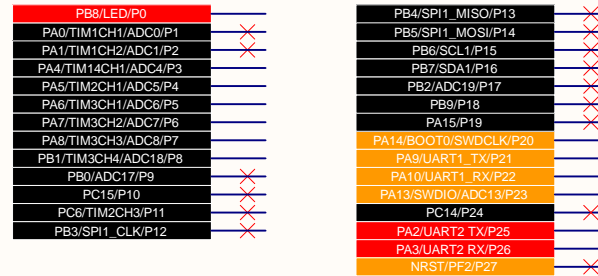 PB8/LED/P0
PA0/TIM1CH1/ADC0/P1
PA1/TIM1CH2/ADC1/P2
PA4/TIM14CH1/ADC4/P3
PA5/TIM2CH1/ADC5/P4
PA6/TIM3CH1/ADC6/P5
PA7/TIM3CH2/ADC7/P6
PA8/TIM3CH3/ADC8/P7
PB1/TIM3CH4/ADC18/P8
PB0/ADC17/P9
PC15/P10
PC6/TIM2CH3/P11
PB3/SPI1_CLK/P12
PB4/SPI1_MISO/P13
PB5/SPI1_MOSI/P14
PB6/SCL1/P15
PB7/SDA1/P16
PB2/ADC19/P17
PB9/P18
PA15/P19
PA14/BOOT0/SWDCLK/P20
PA9/UART1_TX/P21
PA10/UART1_RX/P22
PA13/SWDIO/ADC13/P23
PC14/P24
PA2/UART2 TX/P25
PA3/UART2 RX/P26
NRST/PF2/P27